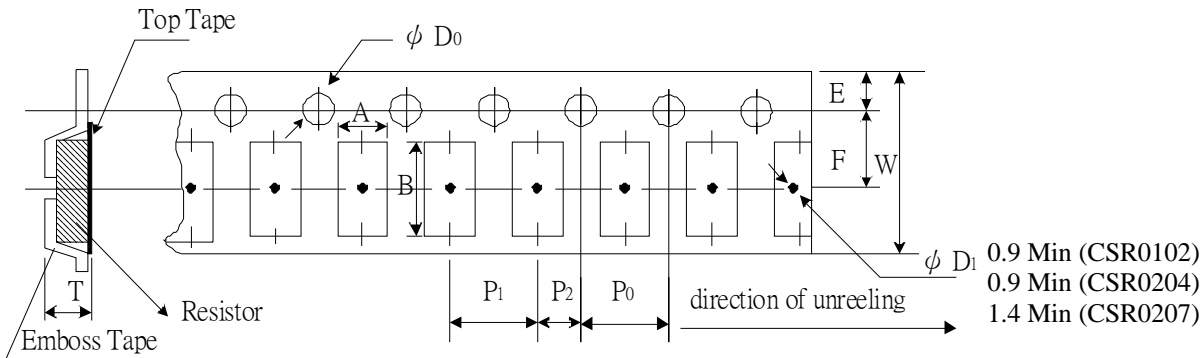 Top Tape
ϕ D0
A
E
F
W
B
ϕ D1
0.9 Min (CSR0102)
0.9 Min (CSR0204)
1.4 Min (CSR0207)
T
P1
P2
P0
direction of unreeling
Resistor
Emboss Tape